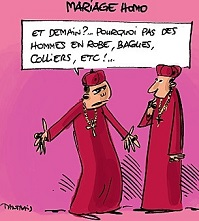 MARIAGE HOMO
ET DEMAIN ?... POURQUOI PAS DES
HOMMES EN ROBE, BAGUES,
COLLIERS, ETC !...